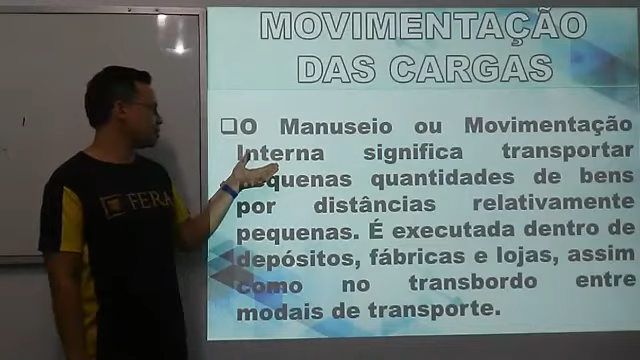 MOVIMENTAÇÃO
DAS CARGAS
O Manuseio ou Movimentação
Interna significa transportar
pequenas quantidades de bens
por distâncias relativamente
pequenas. É executada dentro de
depósitos, fábricas e lojas, assim
como no transbordo entre
modais de transporte.
FERA